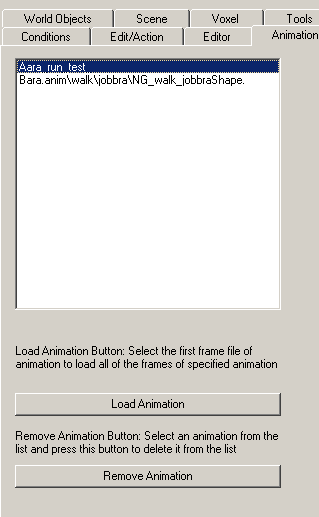 World Objects Scene Voxel Tools
Conditions Edit/Action Editor Animation
Aara_run_test
Bara.anim\walk\jobbra\NG_walk_jobbraShape.
Load Animation Button: Select the first frame file of
animation to load all of the frames of specified animation
Load Animation
Remove Animation Button: Select an animation from the
list and press this button to delete it from the list
Remove Animation